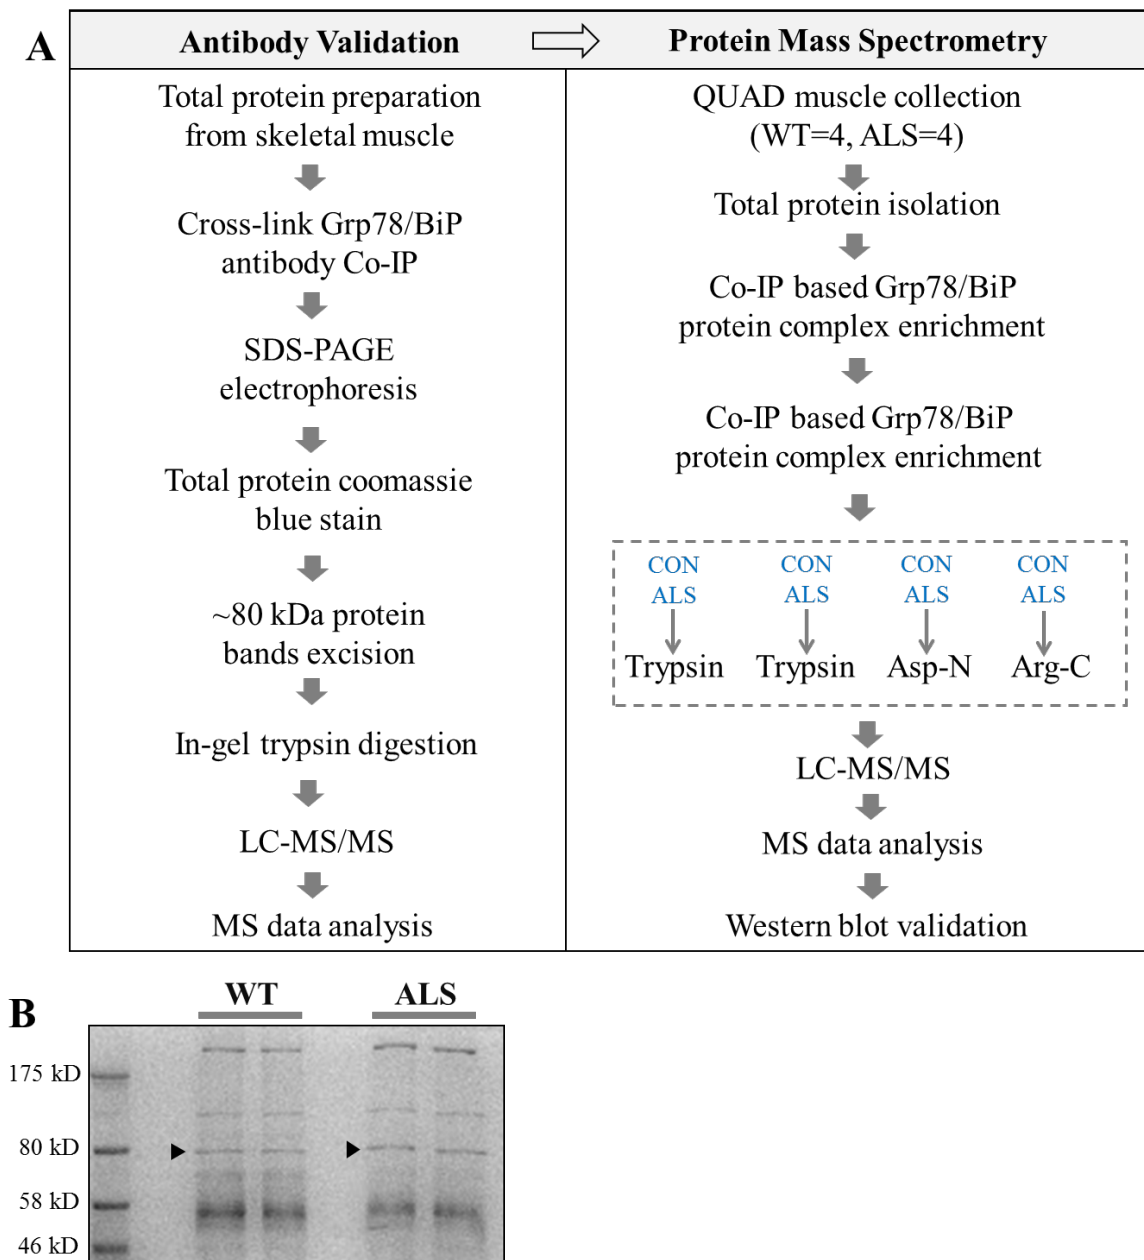 A
Antibody Validation
Protein Mass Spectrometry
Total protein preparation
from skeletal muscle
Cross-link Grp78/BiP
antibody Co-IP
SDS-PAGE
electrophoresis
Total protein coomassie
blue stain
~80 kDa protein
bands excision
In-gel trypsin digestion
LC-MS/MS
MS data analysis
QUAD muscle collection
(WT=4, ALS=4)
Total protein isolation
Co-IP based Grp78/BiP
protein complex enrichment
Co-IP based Grp78/BiP
protein complex enrichment
CON CON CON CON
ALS ALS ALS ALS
Trypsin Trypsin Asp-N Arg-C
LC-MS/MS
MS data analysis
Western blot validation
B
WT ALS
175 kD
80 kD
58 kD
46 kD